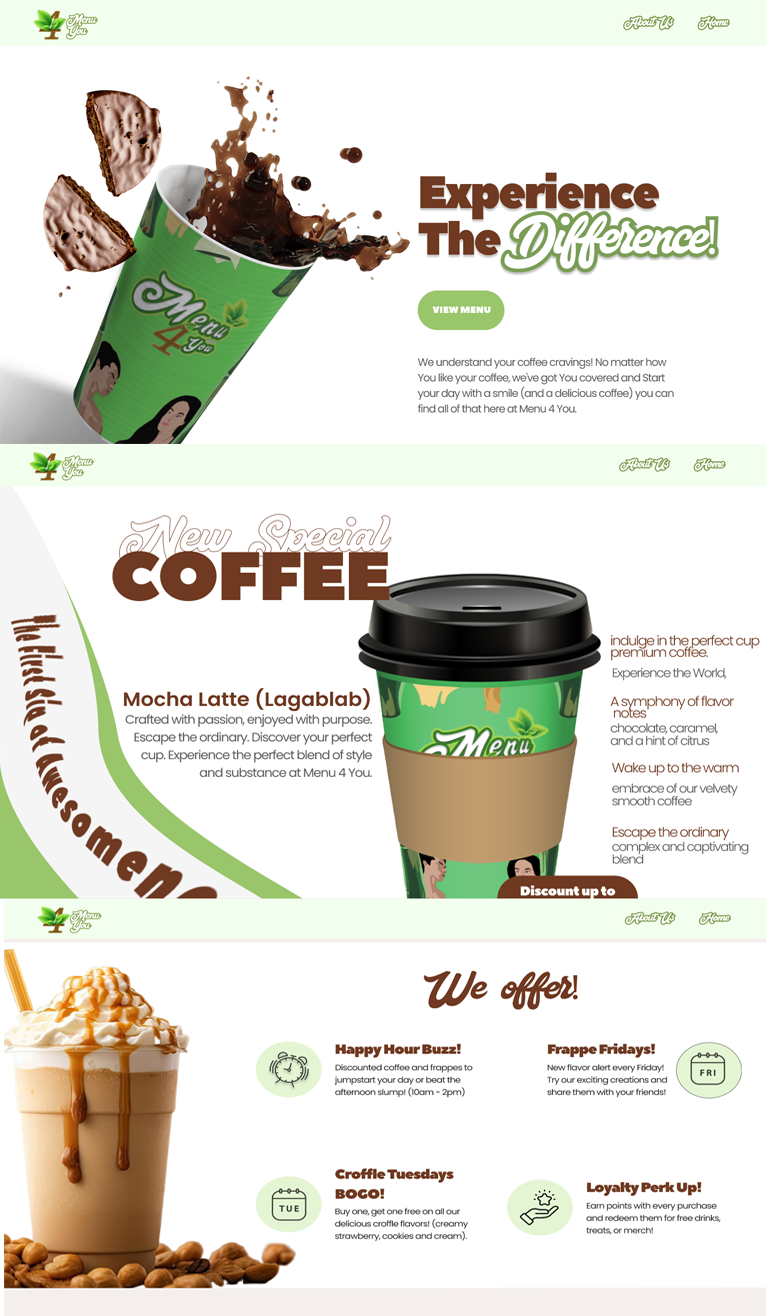 4 Menu
You
About Us
Home
Experience
The Difference!
VIEW MENU
We understand your coffee cravings! No matter how
You like your coffee, we've got You covered and Start
your day with a smile (and a delicious coffee) you can
find all of that here at Menu 4 You.
Menu
4 You
4 Menu
You
About Us
Home
New Special
COFFEE
The First Sip of Awesomene
Mocha Latte (Lagablab)
Crafted with passion, enjoyed with purpose.
Escape the ordinary. Discover your perfect
cup. Experience the perfect blend of style
and substance at Menu 4 You.
Menu
indulge in the perfect cup
premium coffee.
Experience the World,
A symphony of flavor
notes
chocolate, caramel,
and a hint of citrus
Wake up to the warm
embrace of our velvety
smooth coffee
Escape the ordinary
complex and captivating
blend
Discount up to
4 Menu
You
About Us
Home
We offer!
Happy Hour Buzz!
Discounted coffee and frappes to
jumpstart your day or beat the
afternoon slump! (10am - 2pm)
Frappe Fridays!
New flavor alert every Friday!
Try our exciting creations and
share them with your friends!
FRI
TUE
Croffle Tuesdays
BOGO!
Buy one, get one free on all our
delicious croffle flavors! (creamy
strawberry, cookies and cream).
Loyalty Perk Up!
Earn points with every purchase
and redeem them for free drinks,
treats, or merch!